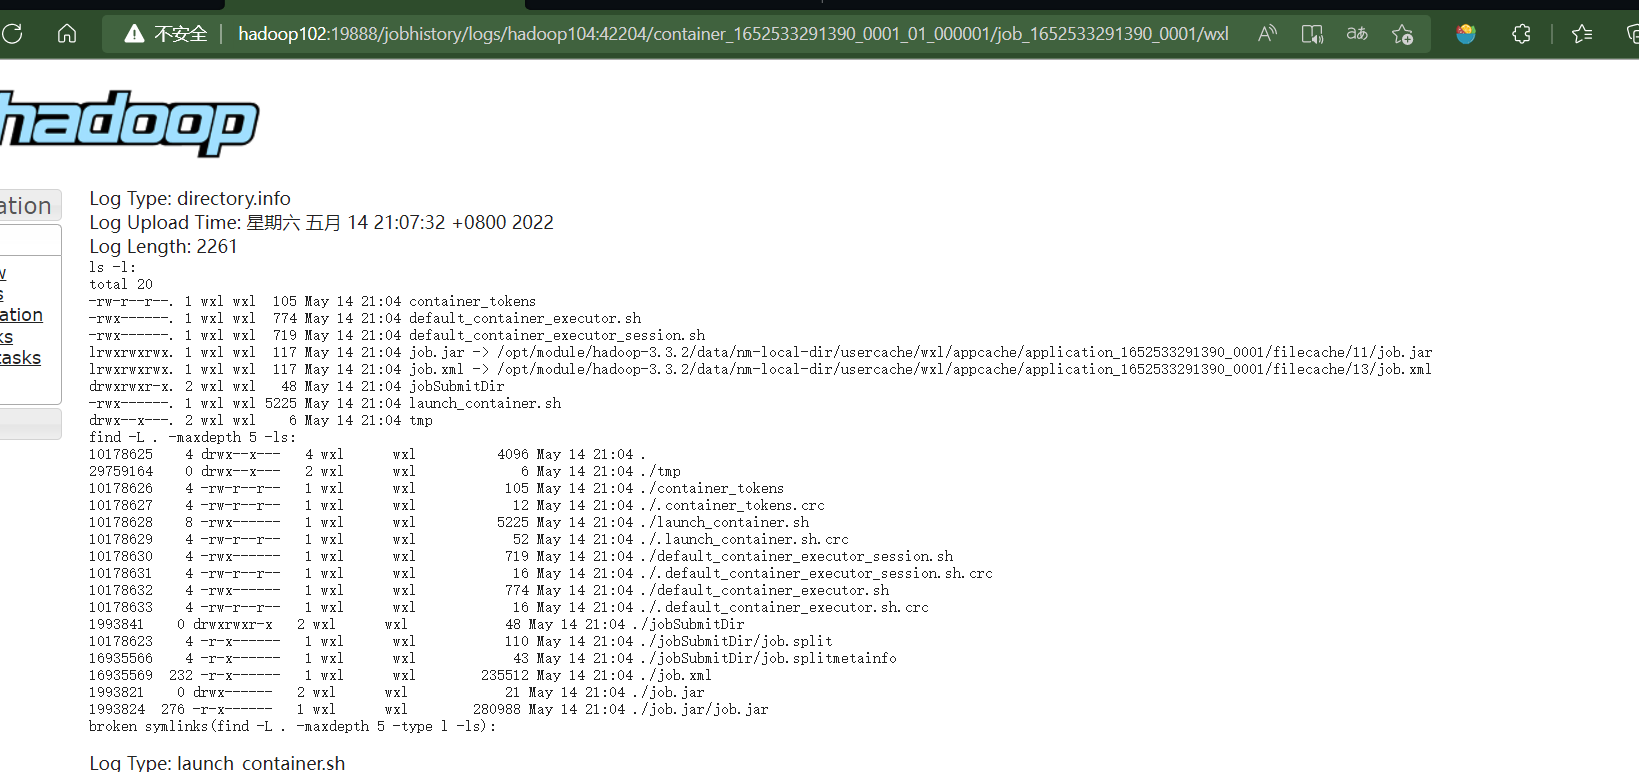 不安全 hadoop102:19888/jobhistory/logs/hadoop104:42204/container_1652533291390_0001_01_000001/job_1652533291390_0001/wxl
hadoop
ation
Log Type: directory.info
Log Upload Time: 星期六 五月 14 21:07:32 +0800 2022
Log Length: 2261
ation
tasks
ls -l:
total 20
-rw-r--r--. 1 wxl wxl  105 May 14 21:04 container_tokens
-rwx------. 1 wxl wxl  774 May 14 21:04 default_container_executor.sh
-rwx------. 1 wxl wxl  719 May 14 21:04 default_container_executor_session.sh
lrwxrwxrwx. 1 wxl wxl  117 May 14 21:04 job.jar -> /opt/module/hadoop-3.3.2/data/nm-local-dir/usercache/wxl/appcache/application_1652533291390_0001/filecache/11/job.jar
lrwxrwxrwx. 1 wxl wxl  117 May 14 21:04 job.xml -> /opt/module/hadoop-3.3.2/data/nm-local-dir/usercache/wxl/appcache/application_1652533291390_0001/filecache/13/job.xml
drwxrwxr-x. 2 wxl wxl   48 May 14 21:04 jobSubmitDir
-rwx------. 1 wxl wxl 5225 May 14 21:04 launch_container.sh
drwx--x---. 2 wxl wxl    6 May 14 21:04 tmp
find -L . -maxdepth 5 -ls:
10178625    4 drwx--x---   4 wxl      wxl          4096 May 14 21:04 .
29759164    0 drwx--x---   2 wxl      wxl             6 May 14 21:04 ./tmp
10178626    4 -rw-r--r--   1 wxl      wxl           105 May 14 21:04 ./container_tokens
10178627    4 -rw-r--r--   1 wxl      wxl            12 May 14 21:04 ./.container_tokens.crc
10178628    8 -rwx------   1 wxl      wxl          5225 May 14 21:04 ./launch_container.sh
10178629    4 -rw-r--r--   1 wxl      wxl            52 May 14 21:04 ./.launch_container.sh.crc
10178630    4 -rwx------   1 wxl      wxl           719 May 14 21:04 ./default_container_executor_session.sh
10178631    4 -rw-r--r--   1 wxl      wxl            16 May 14 21:04 ./.default_container_executor_session.sh.crc
10178632    4 -rwx------   1 wxl      wxl           774 May 14 21:04 ./default_container_executor.sh
10178633    4 -rw-r--r--   1 wxl      wxl            16 May 14 21:04 ./.default_container_executor.sh.crc
1993841    0 drwxrwxr-x   2 wxl      wxl            48 May 14 21:04 ./jobSubmitDir
10178623    4 -r-x------   1 wxl      wxl           110 May 14 21:04 ./jobSubmitDir/job.split
16935566    4 -r-x------   1 wxl      wxl            43 May 14 21:04 ./jobSubmitDir/job.splitmetainfo
16935569  232 -r-x------   1 wxl      wxl        235512 May 14 21:04 ./job.xml
1993821    0 drwx------   2 wxl      wxl            21 May 14 21:04 ./job.jar
1993824  276 -r-x------   1 wxl      wxl        280988 May 14 21:04 ./job.jar/job.jar
broken symlinks(find -L . -maxdepth 5 -type l -ls):
Log Type: launch_container.sh